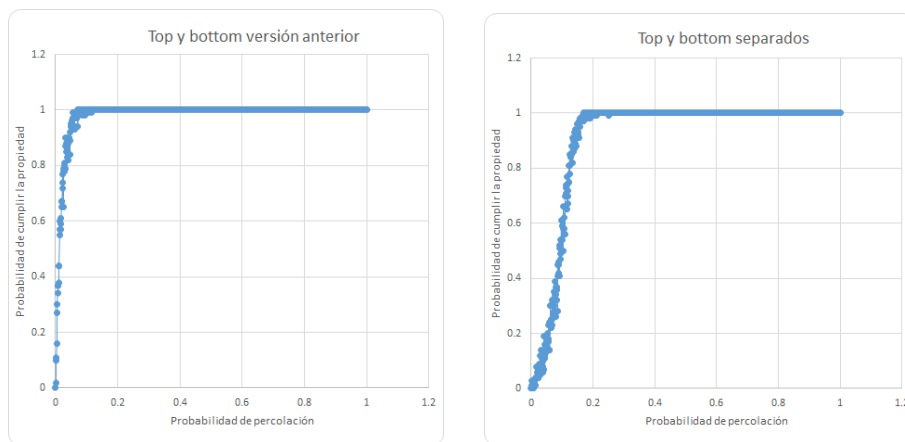 Top y bottom versión anterior
1.2
1
0.8
0.6
0.4
0.2
0
0 0.2 0.4 0.6 0.8 1 1.2
Probabilidad de cumplir la propiedad
Probabilidad de percolación
Top y bottom separados
1.2
1
0.8
0.6
0.4
0.2
0
0 0.2 0.4 0.6 0.8 1 1.2
Probabilidad de cumplir la propiedad
Probabilidad de percolación